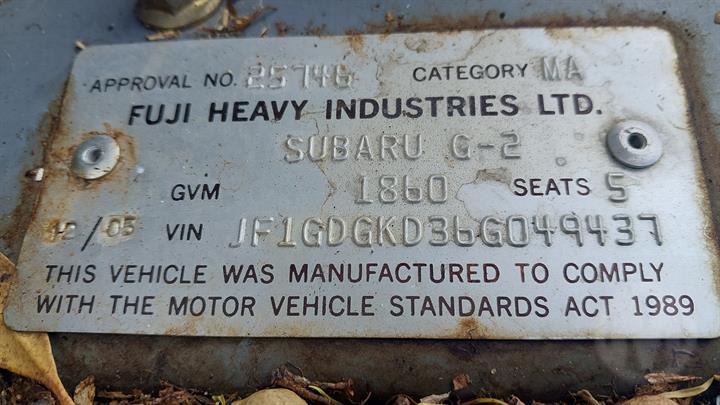 APPROVAL NO. 25746 CATEGORY MA
FUJI HEAVY INDUSTRIES LTD.
SUBARU G-2
GVM 1860 SEATS 5
12/05 VIN JF1GDGKD36G049437
THIS VEHICLE WAS MANUFACTURED TO COMPLY
WITH THE MOTOR VEHICLE STANDARDS ACT 1989